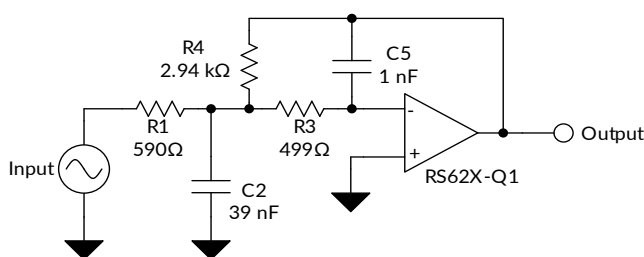 R4
2.94 kΩ
C5
1 nF
R1
590Ω
R3
499Ω
-
+
Output
Input
RS62X-Q1
C2
39 nF